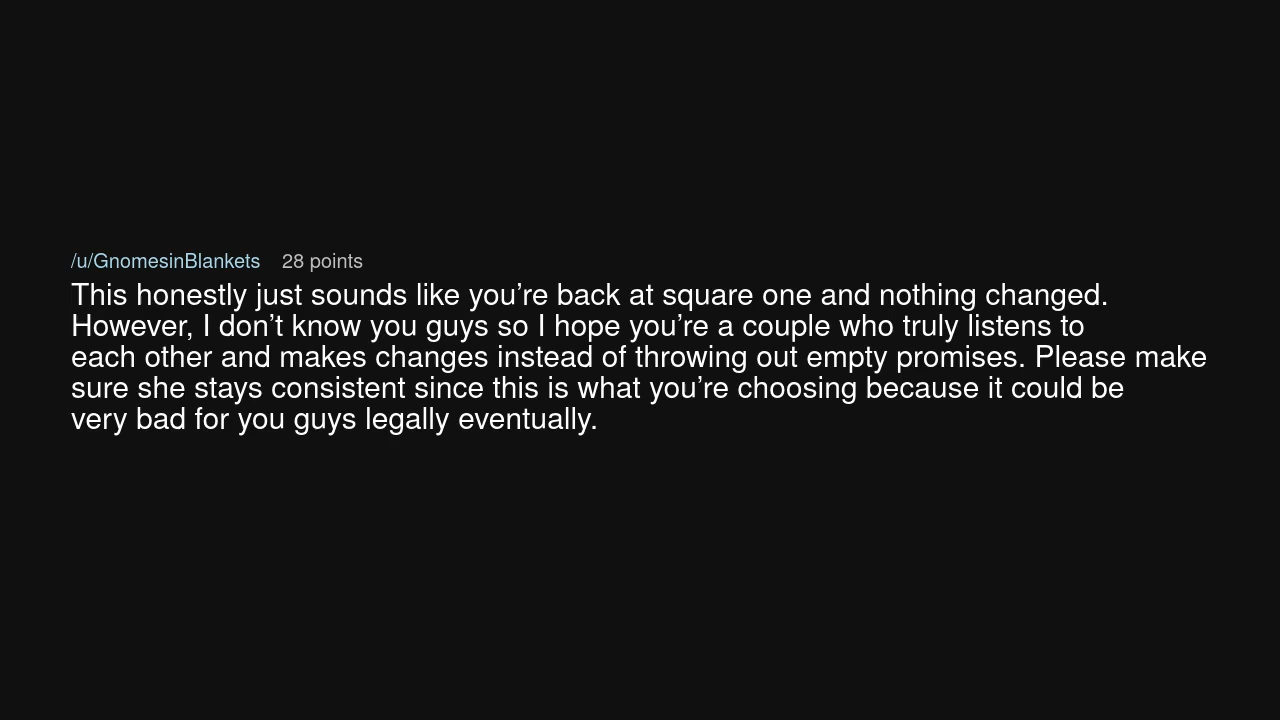 /u/GnomesinBlankets 28 points
This honestly just sounds like you’re back at square one and nothing changed.
However, I don’t know you guys so I hope you’re a couple who truly listens to
each other and makes changes instead of throwing out empty promises. Please make
sure she stays consistent since this is what you’re choosing because it could be
very bad for you guys legally eventually.